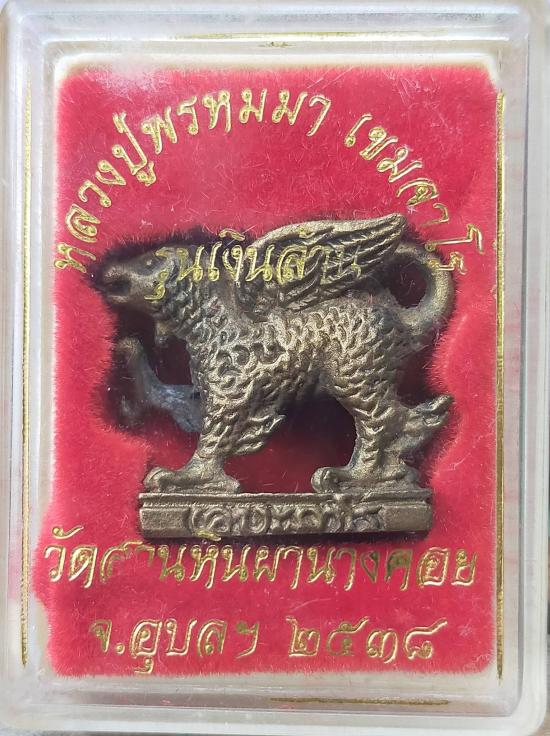 หลวงปู่พรหมมา เขมจาโร
รุ่นเงินล้าน
วัดสวนหินผานางคอย
จ.อุบลฯ ๒๕๓๘